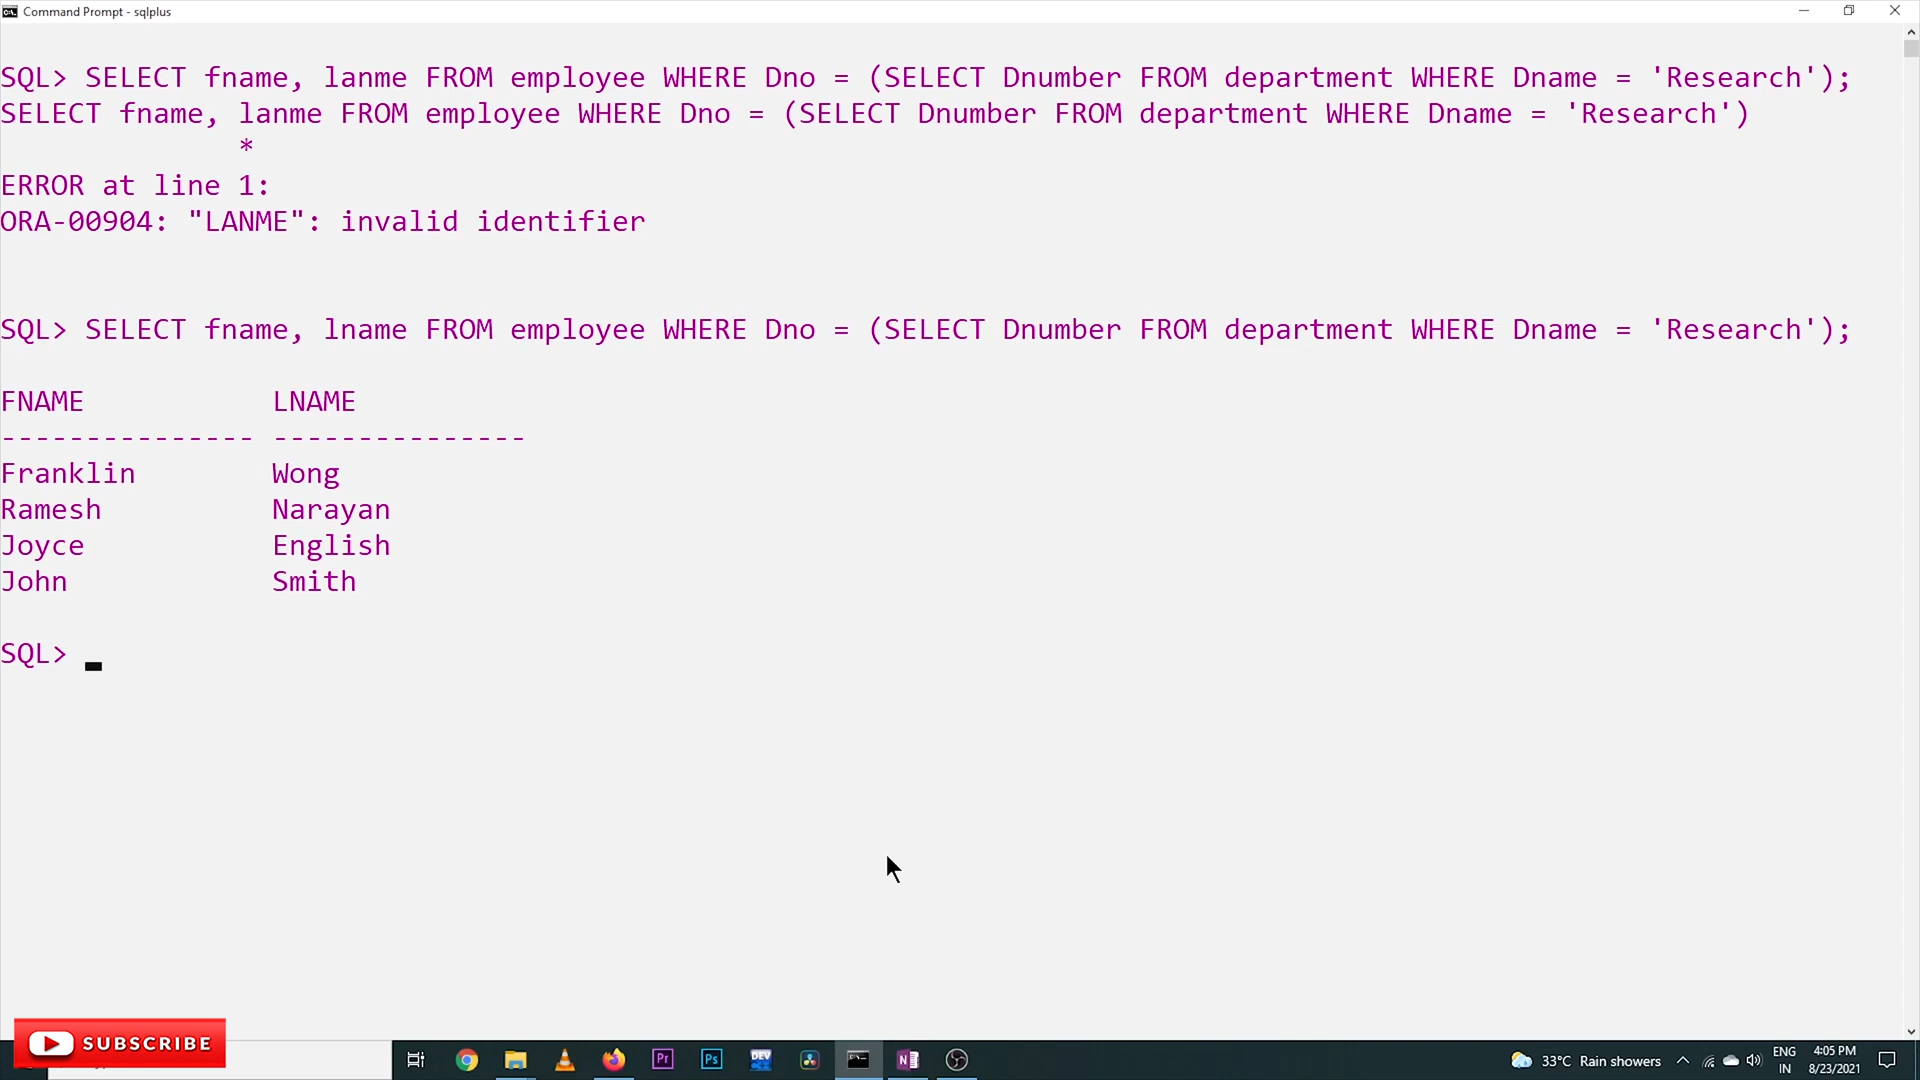 Command Prompt - sqlplus
SQL> SELECT fname, lanme FROM employee WHERE Dno = (SELECT Dnumber FROM department WHERE Dname = 'Research');
SELECT fname, lanme FROM employee WHERE Dno = (SELECT Dnumber FROM department WHERE Dname = 'Research')
*
ERROR at line 1:
ORA-00904: "LANME": invalid identifier
SQL> SELECT fname, lname FROM employee WHERE Dno = (SELECT Dnumber FROM department WHERE Dname = 'Research');
FNAME LNAME
--------------- ---------------
Franklin Wong
Ramesh Narayan
Joyce English
John Smith
SQL>
SUBSCRIBE
Pr Ps DEV N
33°C Rain showers
ENG
IN
4:05 PM
8/23/2021